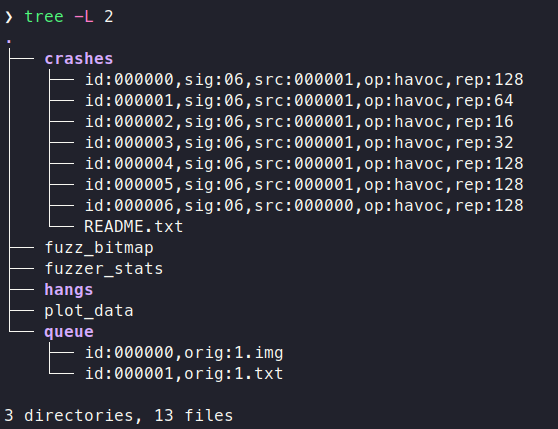 ❯ tree -L 2
.
├── crashes
│   ├── id:000000,sig:06,src:000001,op:havoc,rep:128
│   ├── id:000001,sig:06,src:000001,op:havoc,rep:64
│   ├── id:000002,sig:06,src:000001,op:havoc,rep:16
│   ├── id:000003,sig:06,src:000001,op:havoc,rep:32
│   ├── id:000004,sig:06,src:000001,op:havoc,rep:128
│   ├── id:000005,sig:06,src:000001,op:havoc,rep:128
│   ├── id:000006,sig:06,src:000000,op:havoc,rep:128
│   └── README.txt
├── fuzz_bitmap
├── fuzzer_stats
├── hangs
├── plot_data
└── queue
    ├── id:000000,orig:1.img
    └── id:000001,orig:1.txt
3 directories, 13 files